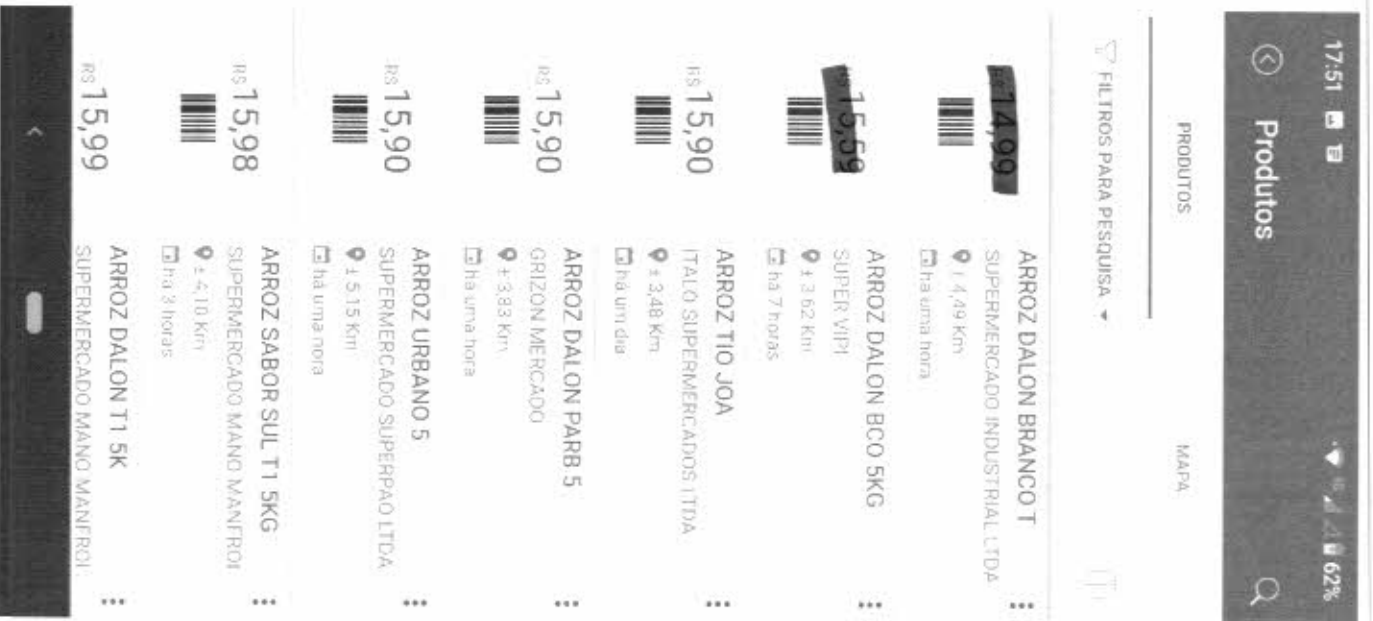 17:51 62%
Produtos
PRODUTOS MAPA
FILTROS PARA PESQUISA
R$ 14,99 ARROZ DALON BRANCO T
SUPERMERCADO INDUSTRIAL LTDA
± 4,49 Km
há uma hora
R$ 15,59 ARROZ DALON BCO 5KG
SUPER VIPI
± 3,62 Km
há 7 horas
R$ 15,90 ARROZ TIO JOA
ITALO SUPERMERCADOS LTDA
± 3,48 Km
há um dia
R$ 15,90 ARROZ DALON PARB 5
GRIZON MERCADO
± 3,83 Km
há uma hora
R$ 15,90 ARROZ URBANO 5
SUPERMERCADO SUPERPAO LTDA
± 5,15 Km
há uma hora
R$ 15,98 ARROZ SABOR SUL T1 5KG
SUPERMERCADO MANO MANFROI
± 4,10 Km
há 3 horas
R$ 15,99 ARROZ DALON T1 5K
SUPERMERCADO MANO MANFROI